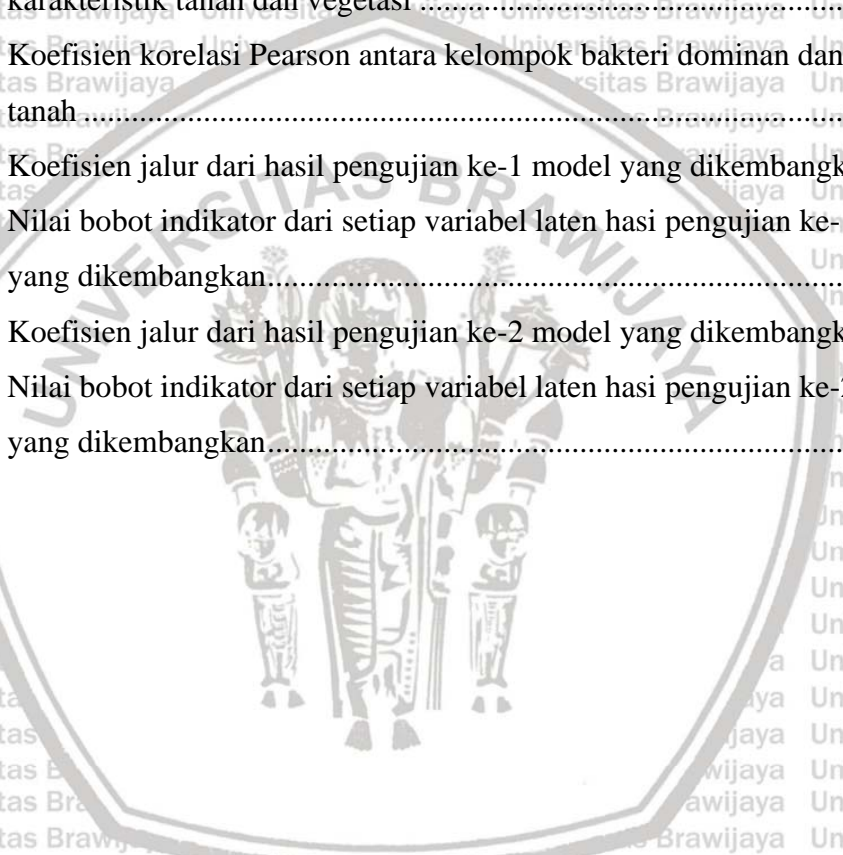 karakteristik tanah dan vegetasi ........................................................
Koefisien korelasi Pearson antara kelompok bakteri dominan dan
tanah ...............................................................................................
Koefisien jalur dari hasil pengujian ke-1 model yang dikembangk
Nilai bobot indikator dari setiap variabel laten hasi pengujian ke-
yang dikembangkan.........................................................................
Koefisien jalur dari hasil pengujian ke-2 model yang dikembangk
Nilai bobot indikator dari setiap variabel laten hasi pengujian ke-2
yang dikembangkan.........................................................................
UNIVERSITAS BRAWIJAYA